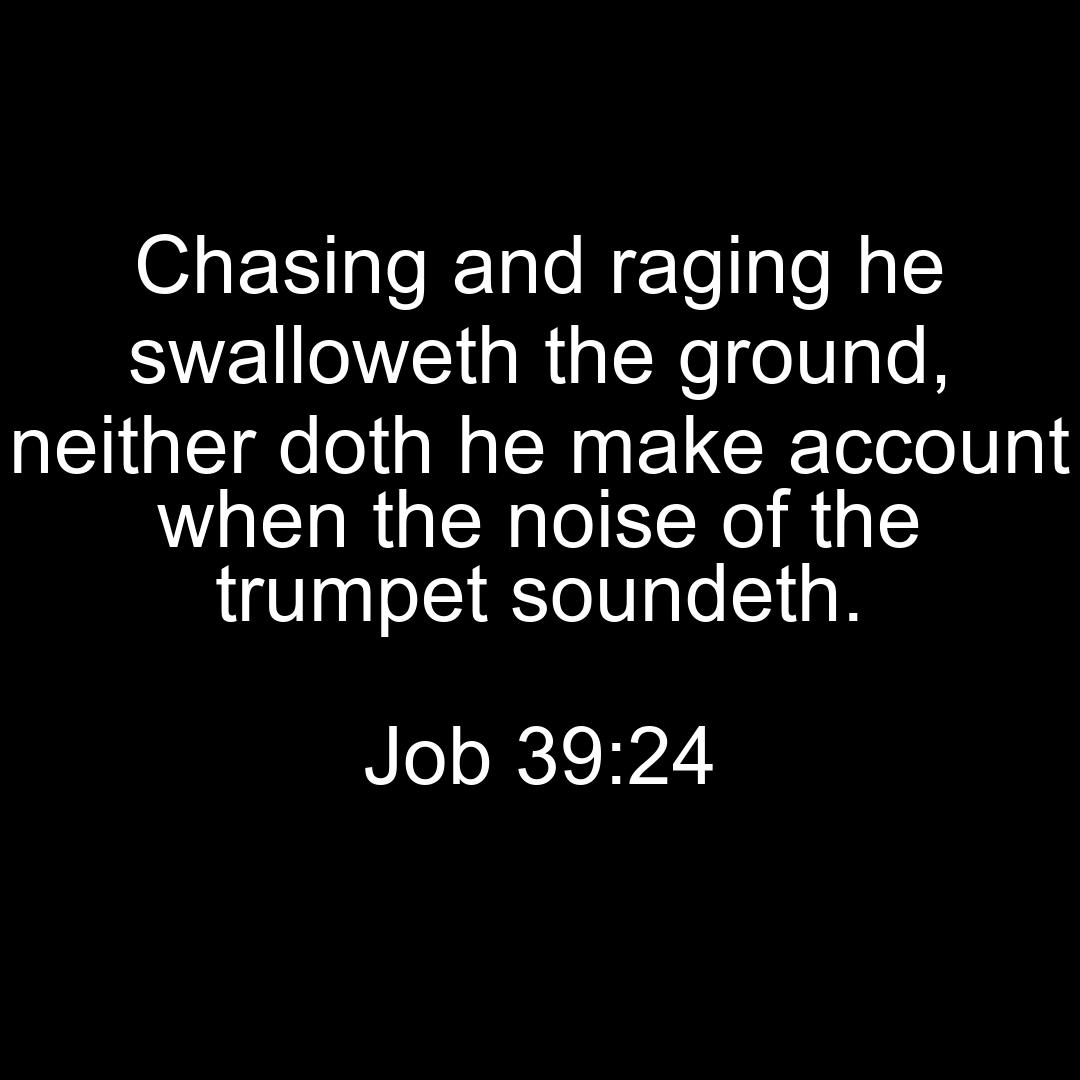 Chasing and raging he
swalloweth the ground,
neither doth he make account
when the noise of the
trumpet soundeth.
Job 39:24